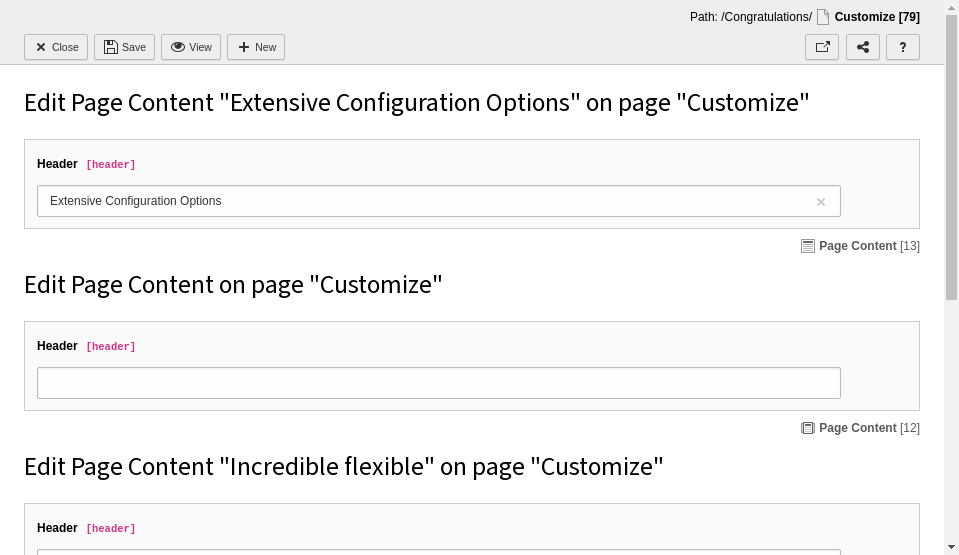 Path: /Congratulations/ Customize [79]
Close Save View New ?
Edit Page Content "Extensive Configuration Options" on page "Customize"
Header [header]
Extensive Configuration Options
Page Content [13]
Edit Page Content on page "Customize"
Header [header]
Page Content [12]
Edit Page Content "Incredible flexible" on page "Customize"
Header [header]